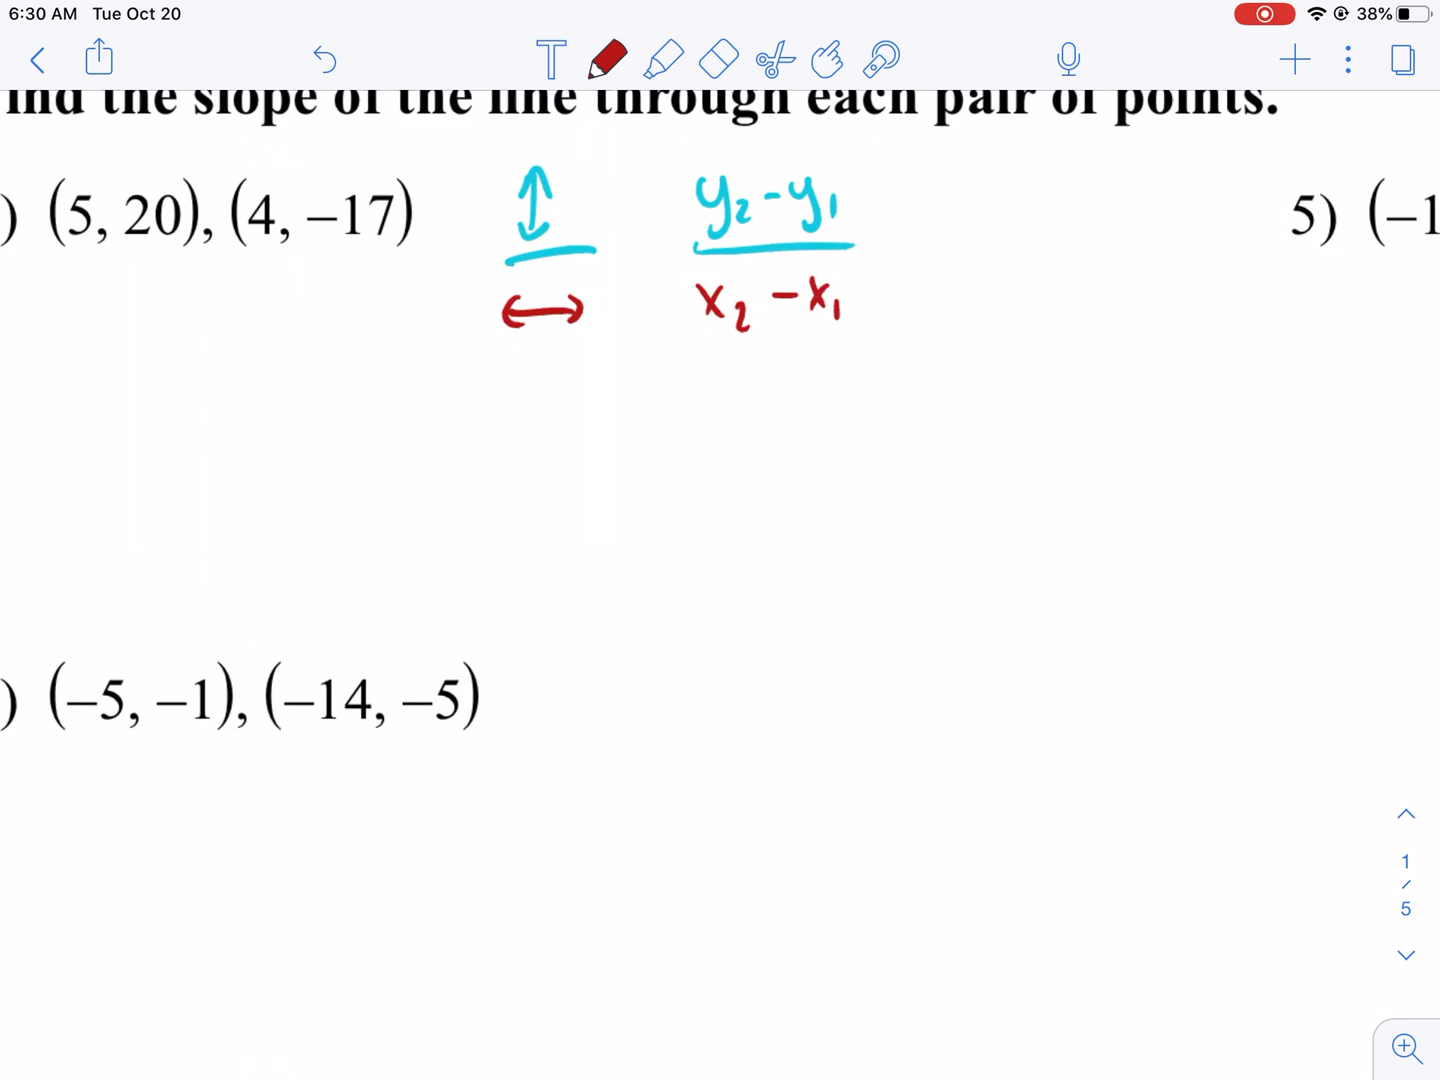 6:30 AM Tue Oct 20 38%
ind the slope of the line through each pair of points.
) (5, 20), (4, –17)
y₂ - y₁
x₂ - x₁
5) (–1
) (–5, –1), (–14, –5)
1
/
5